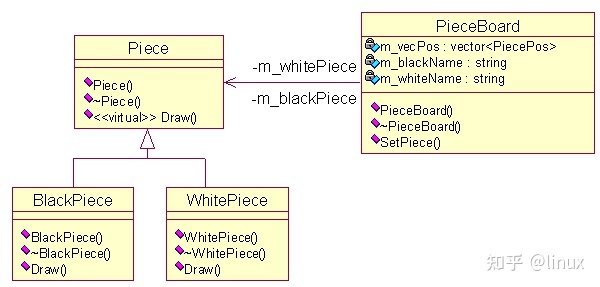 Piece
Piece()
~Piece()
<<virtual>> Draw()
-m_whitePiece
-m_blackPiece
PieceBoard
m_vecPos : vector<PiecePos>
m_blackName : string
m_whiteName : string
PieceBoard()
~PieceBoard()
SetPiece()
BlackPiece
BlackPiece()
~BlackPiece()
Draw()
WhitePiece
WhitePiece()
~WhitePiece()
Draw()
知乎 @linux